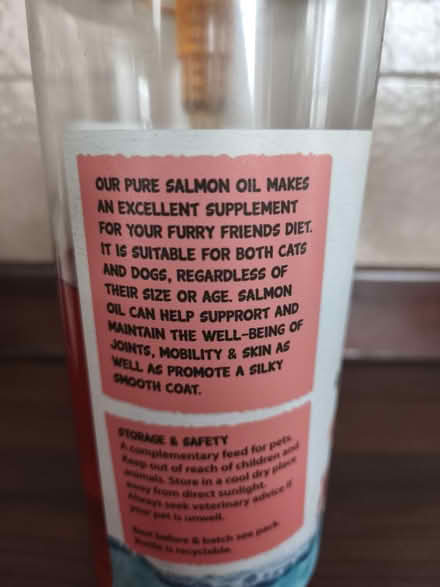 OUR PURE SALMON OIL MAKES
AN EXCELLENT SUPPLEMENT
FOR YOUR FURRY FRIENDS DIET.
IT IS SUITABLE FOR BOTH CATS
AND DOGS, REGARDLESS OF
THEIR SIZE OR AGE. SALMON
OIL CAN HELP SUPPRORT AND
MAINTAIN THE WELL-BEING OF
JOINTS, MOBILITY & SKIN AS
WELL AS PROMOTE A SILKY
SMOOTH COAT.
STORAGE & SAFETY
A complementary feed for pets.
Keep out of reach of children and
animals. Store in a cool dry place
away from direct sunlight.
Always seek veterinary advice if
your pet is unwell.
Best before & batch see pack.
Bottle is recyclable.